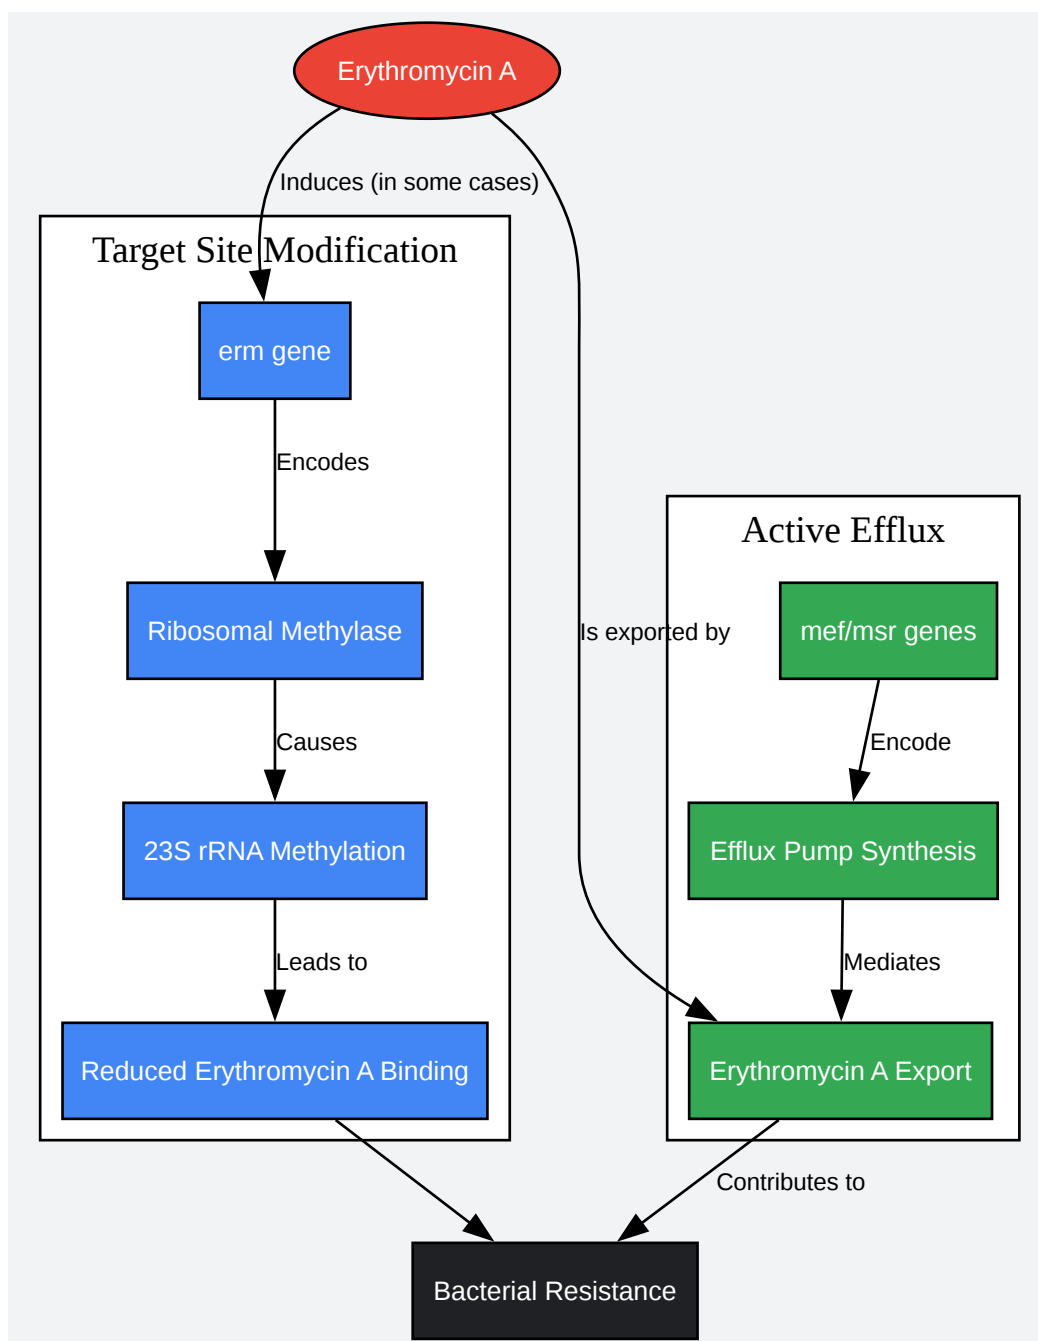 Erythromycin A
Induces (in some cases)
Target Site Modification
erm gene
Encodes
Active Efflux
Ribosomal Methylase
Is exported by
mef/msr genes
Causes
Encode
23S rRNA Methylation
Efflux Pump Synthesis
Leads to
Mediates
Reduced Erythromycin A Binding
Erythromycin A Export
Contributes to
Bacterial Resistance